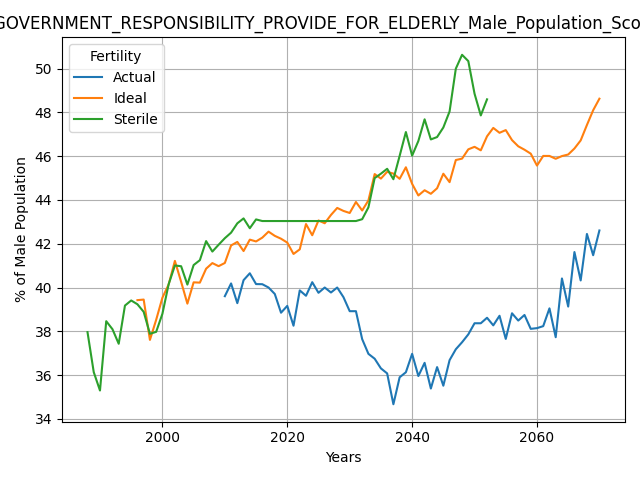 GOVERNMENT_RESPONSIBILITY_PROVIDE_FOR_ELDERLY_Male_Population_Sco
Fertility
Actual
Ideal
Sterile
% of Male Population
50
48
46
44
42
40
38
36
34
2000
2020
2040
2060
Years